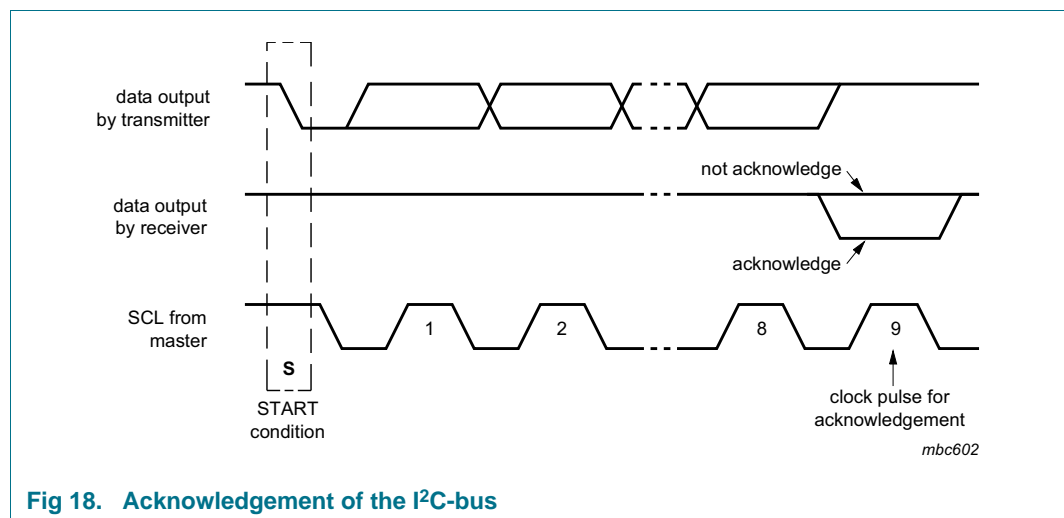 data output
by transmitter
not acknowledge
data output
by receiver
acknowledge
SCL from
master
1
2
8
9
S
START
condition
clock pulse for
acknowledgement
mbc602
Fig 18. Acknowledgement of the I²C-bus